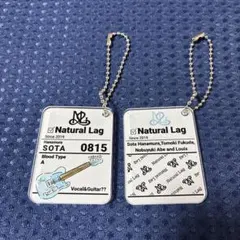 Natural Lag
Since 2014
Hanamura
SOTA 0815
Blood Type
A
Vocal&Guitar??
Natural Lag
Since 2014
Sota Hanamura,Tomoki Fukuda,
Nobuyuki Abe and Louis